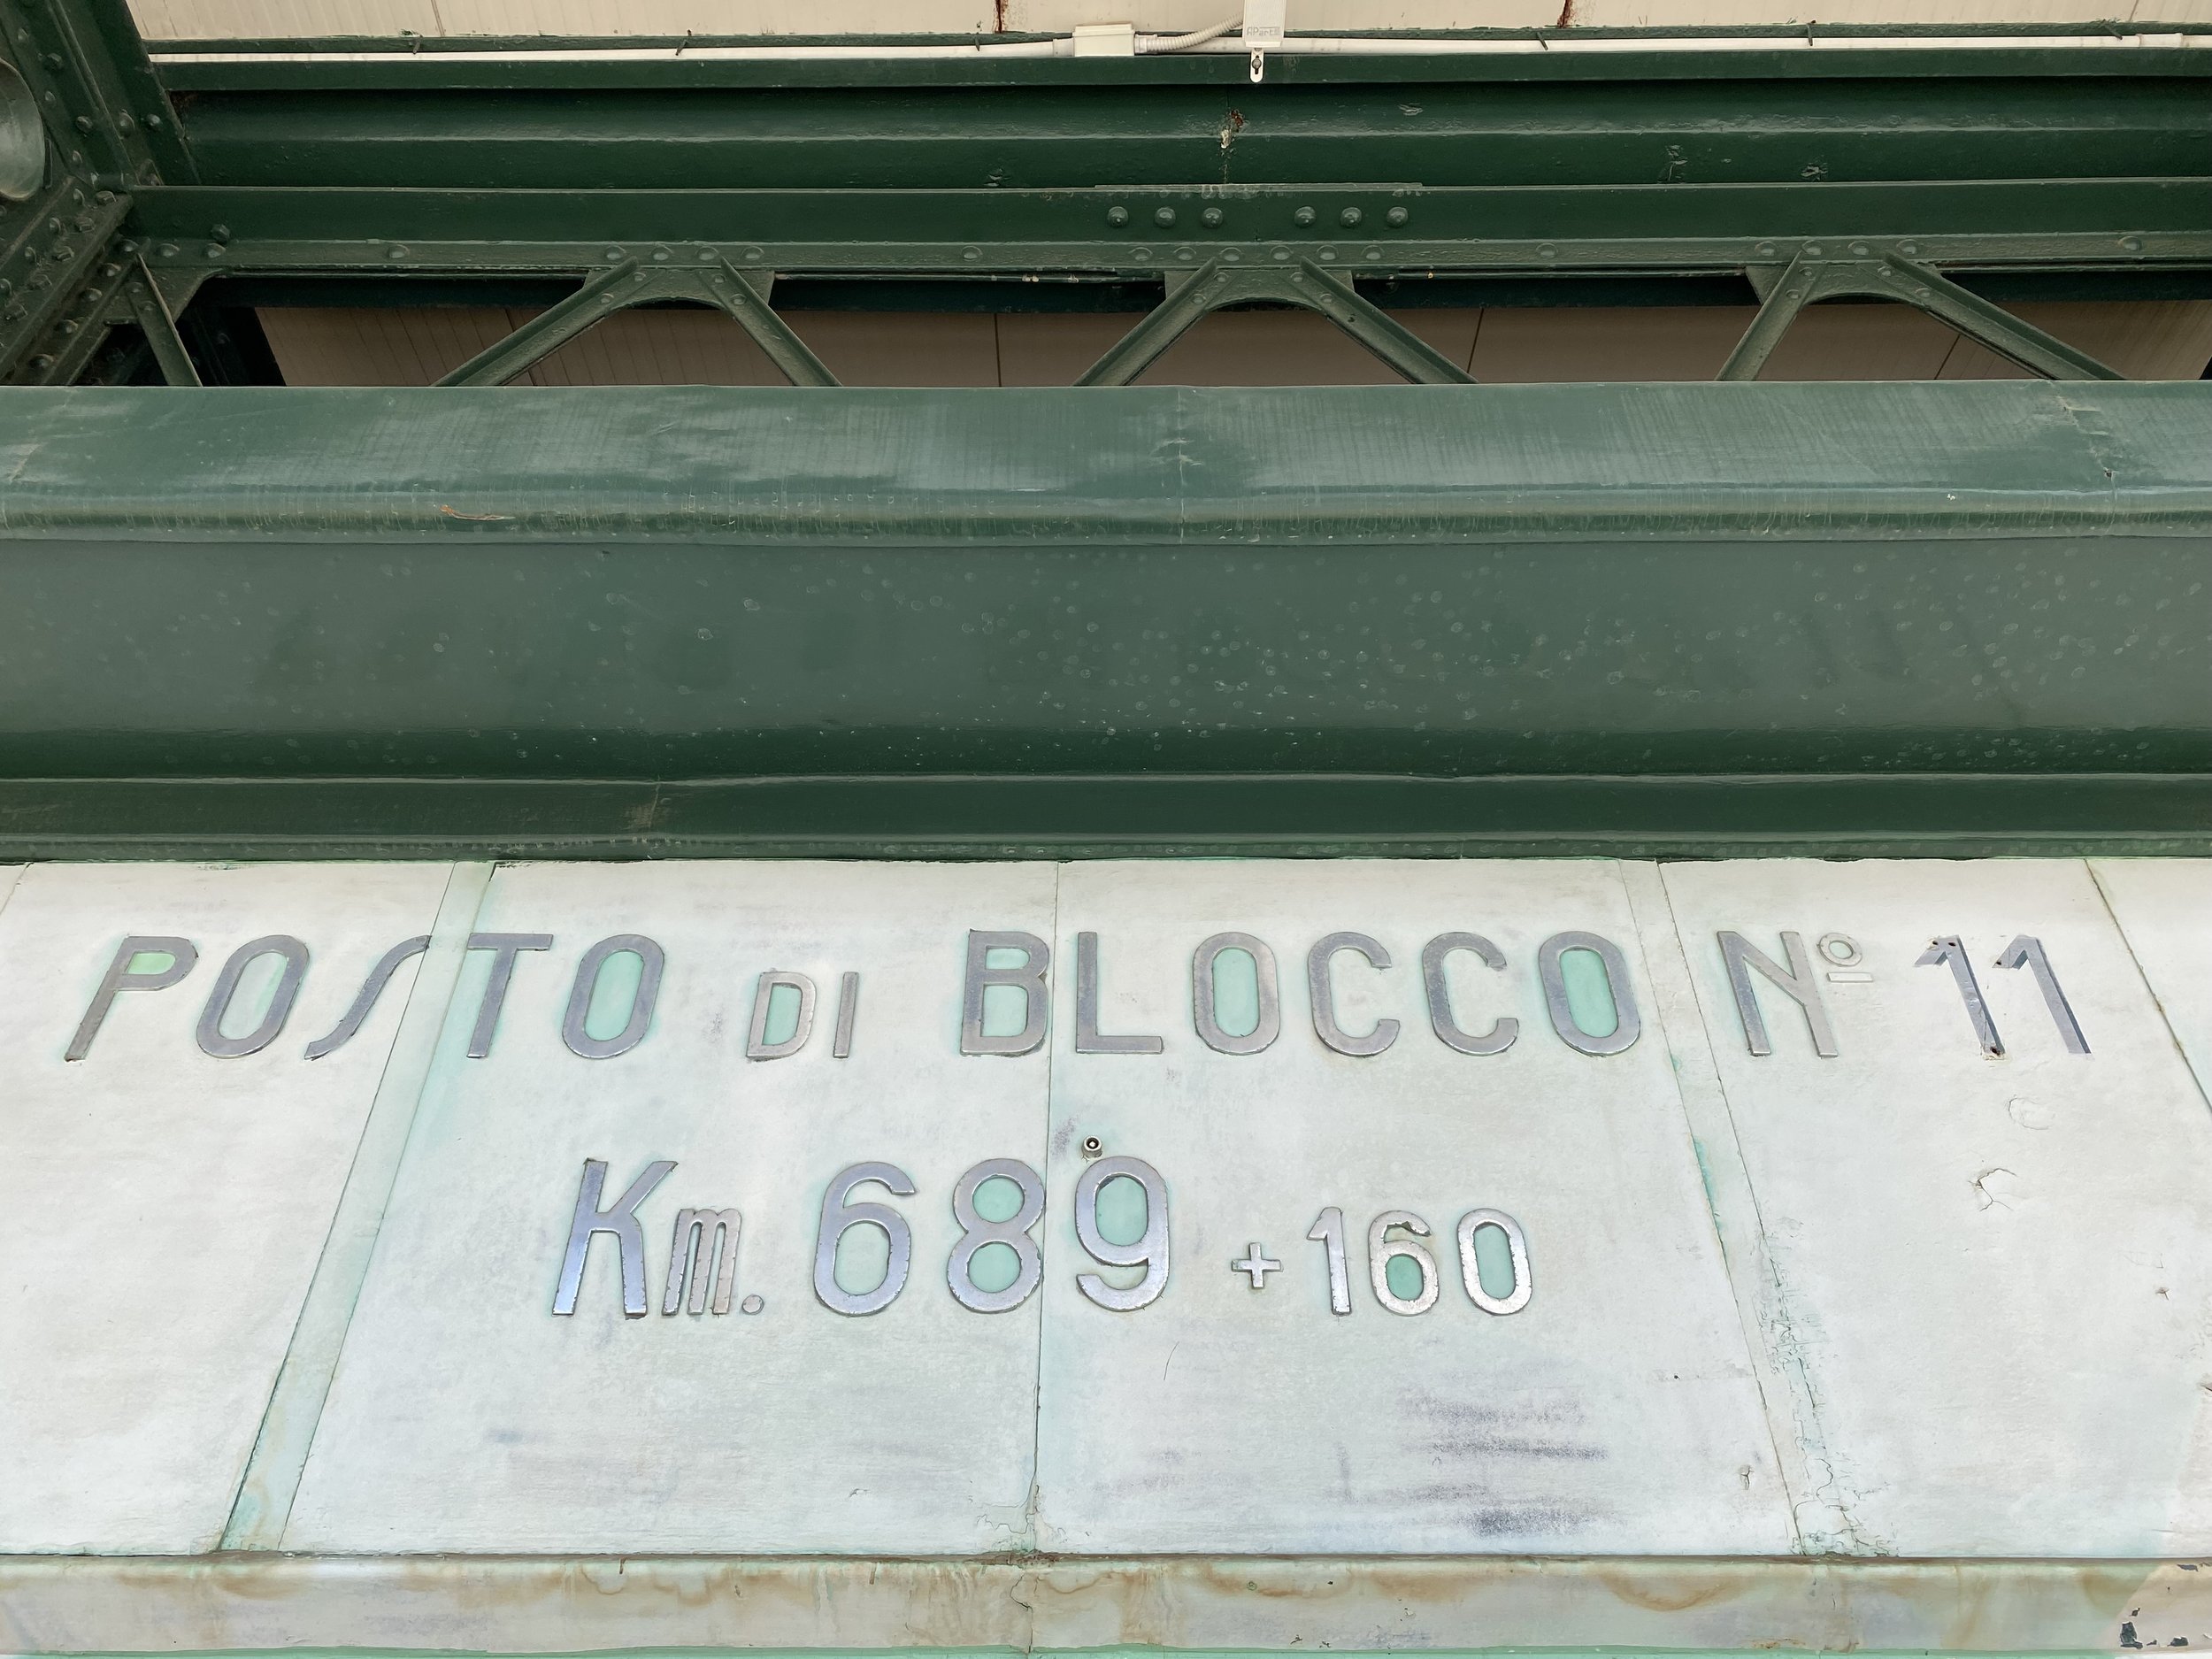 POSTO DI BLOCCO Nº 11
Km. 689 + 160